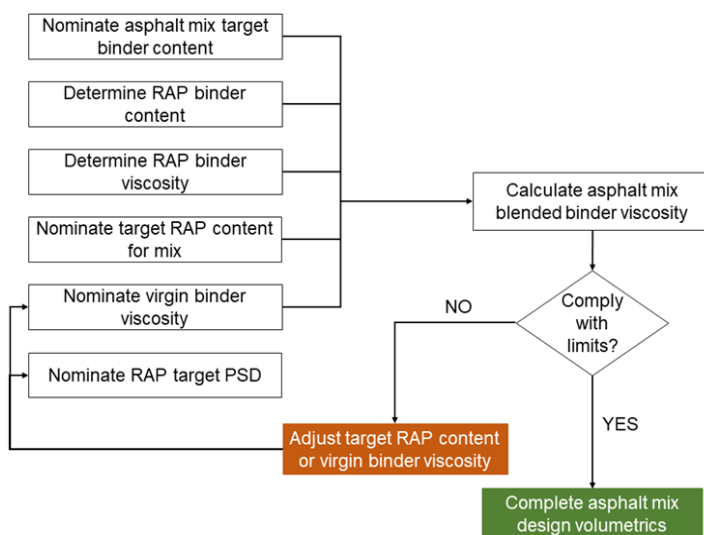 Nominate asphalt mix target
binder content
Determine RAP binder
content
Determine RAP binder
viscosity
Nominate target RAP content
for mix
Nominate virgin binder
viscosity
Nominate RAP target PSD
Calculate asphalt mix
blended binder viscosity
Comply
with
limits?
NO
YES
Adjust target RAP content
or virgin binder viscosity
Complete asphalt mix
design volumetrics